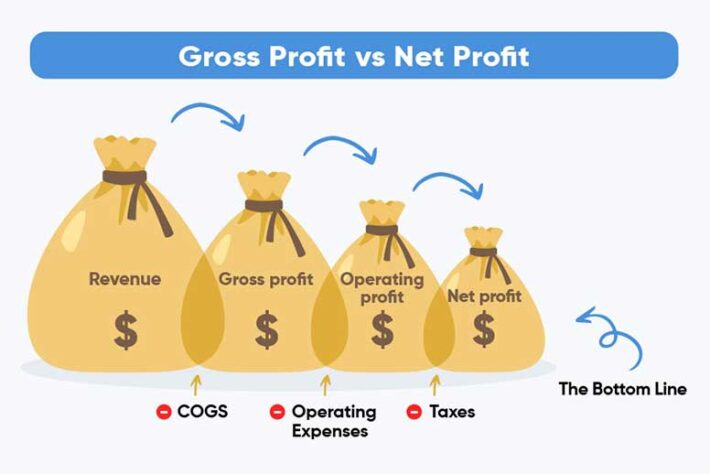 Gross Profit vs Net Profit
Revenue
$
Gross profit
$
Operating
profit
$
Net profit
$
COGS
Operating
Expenses
Taxes
The Bottom Line